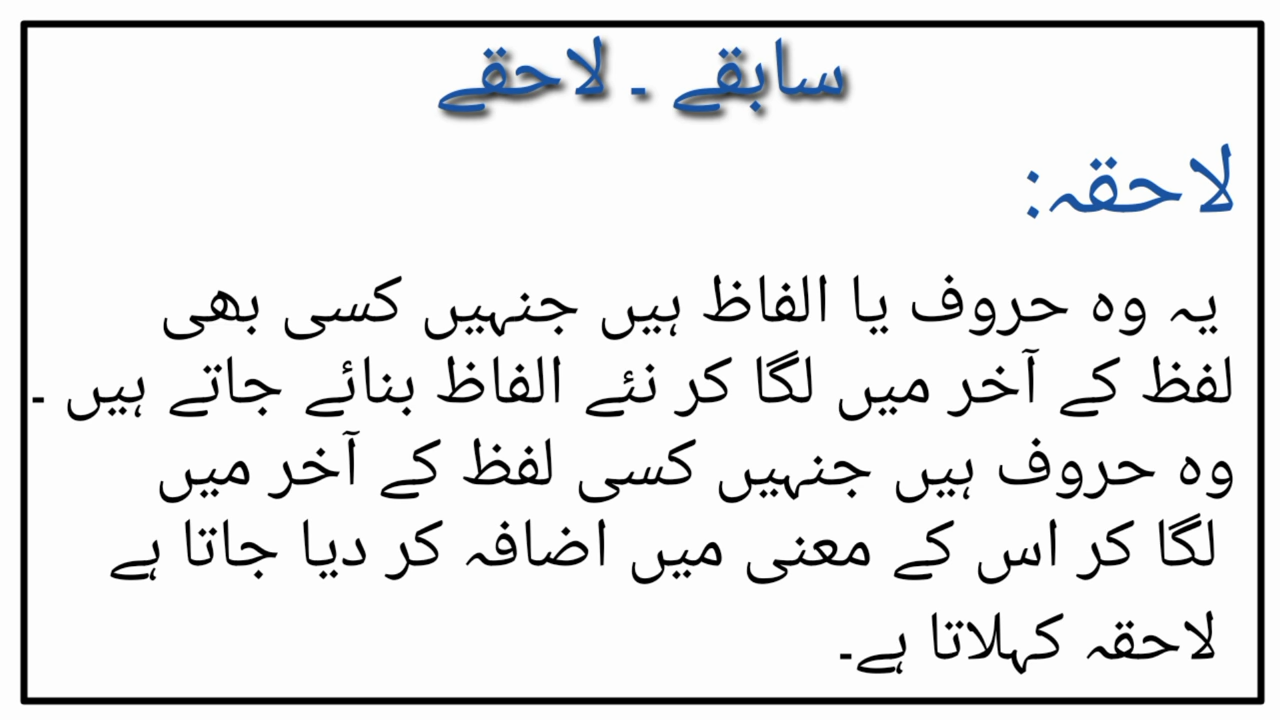 سابقے ۔ لاحقے
لاحقہ:
یہ وہ حروف یا الفاظ ہیں جنہیں کسی بھی
لفظ کے آخر میں لگا کر نئے الفاظ بنائے جاتے ہیں ۔
وہ حروف ہیں جنہیں کسی لفظ کے آخر میں
لگا کر اس کے معنی میں اضافہ کر دیا جاتا ہے
لاحقہ کہلاتا ہے۔